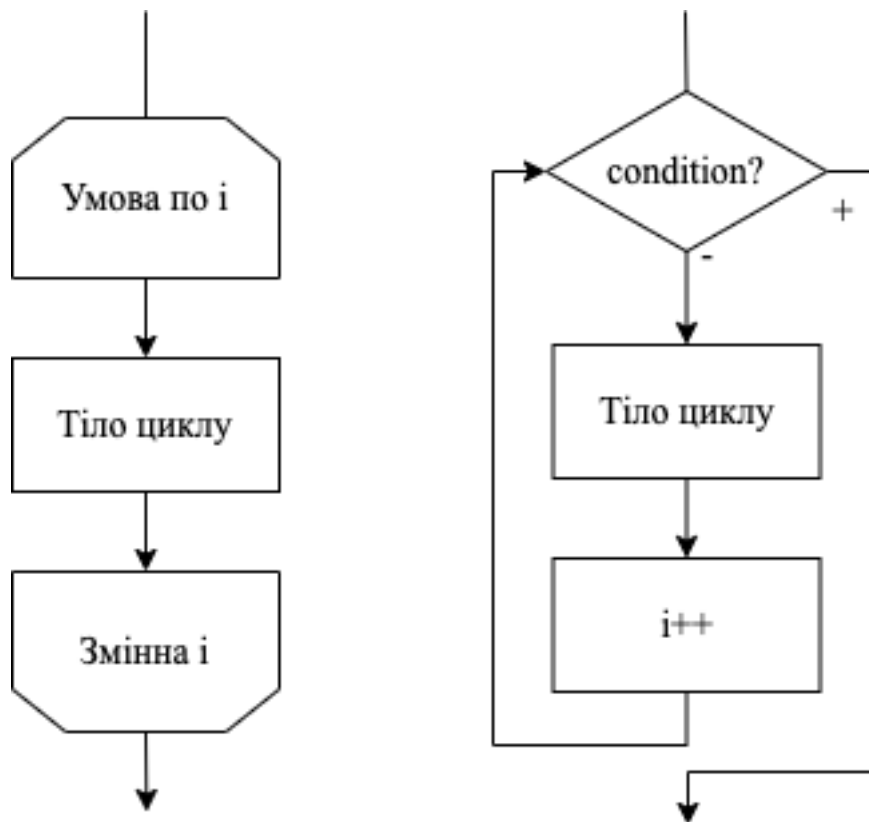 Умова по i
Тіло циклу
Змінна і
condition?
+
-
Тіло циклу
i++